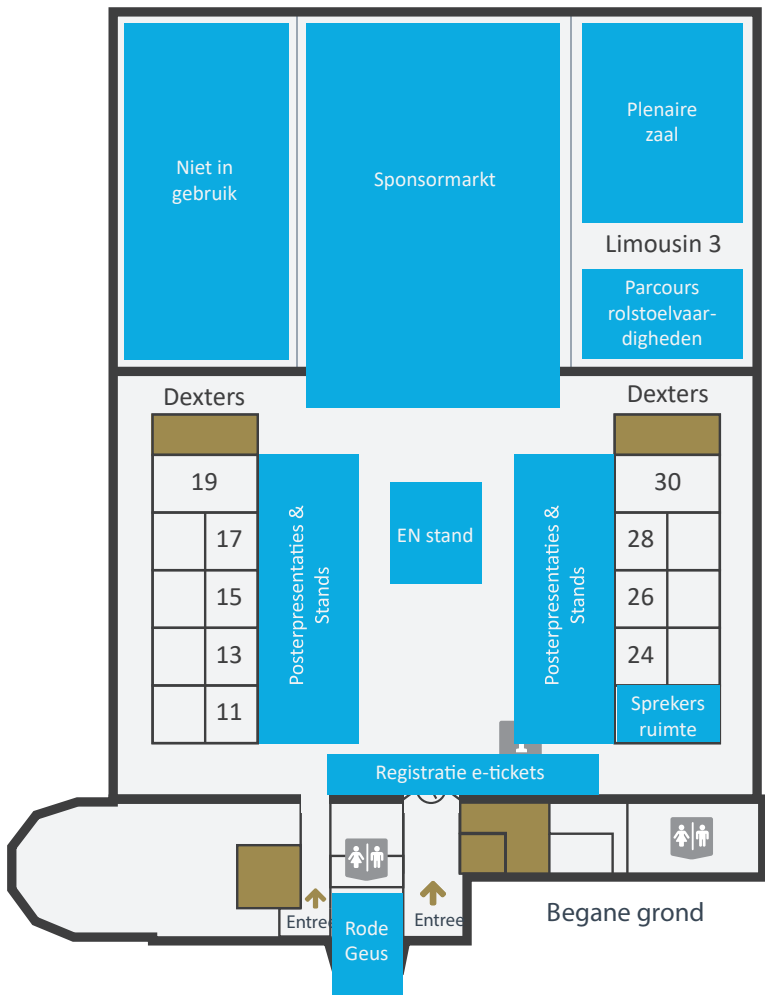 Niet in
gebruik
Sponsormarkt
Plenaire
zaal
Limousin 3
Parcours
rolstoelvaar-
digheden
Dexters
Dexters
19
17
15
13
11
Posterpresentaties &
Stands
EN stand
Posterpresentaties &
Stands
30
28
26
24
Sprekers
ruimte
Registratie e-tickets
Entree
Entree
Rode
Geus
Begane grond